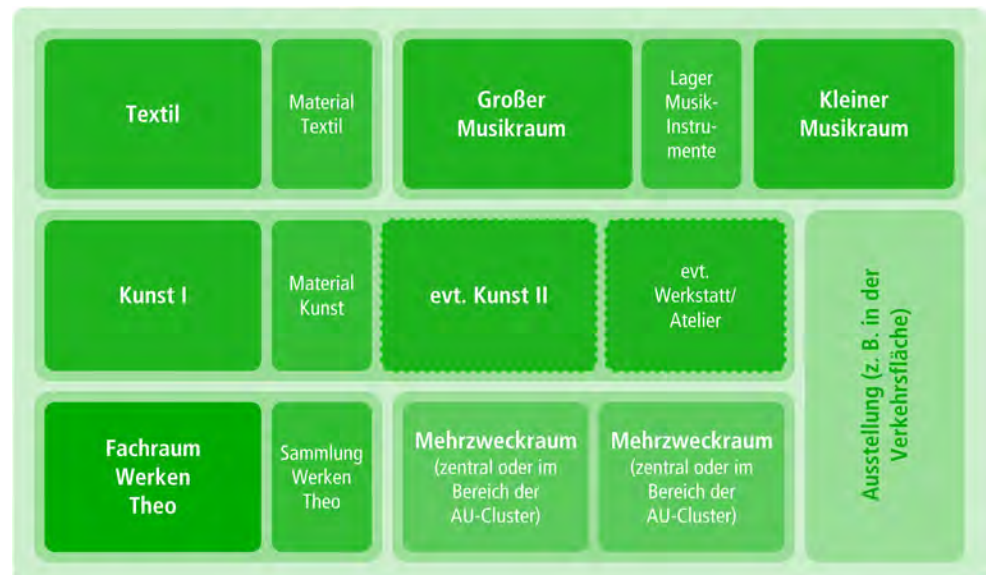 Textil
Material
Textil
Großer
Musikraum
Lager
Musik-
Instru-
mente
Kleiner
Musikraum
Kunst I
Material
Kunst
evt. Kunst II
evt.
Werkstatt/
Atelier
Ausstellung (z. B. in der
Verkehrsfläche)
Fachraum
Werken
Theo
Sammlung
Werken
Theo
Mehrzweckraum
(zentral oder im
Bereich der
AU-Cluster)
Mehrzweckraum
(zentral oder im
Bereich der
AU-Cluster)